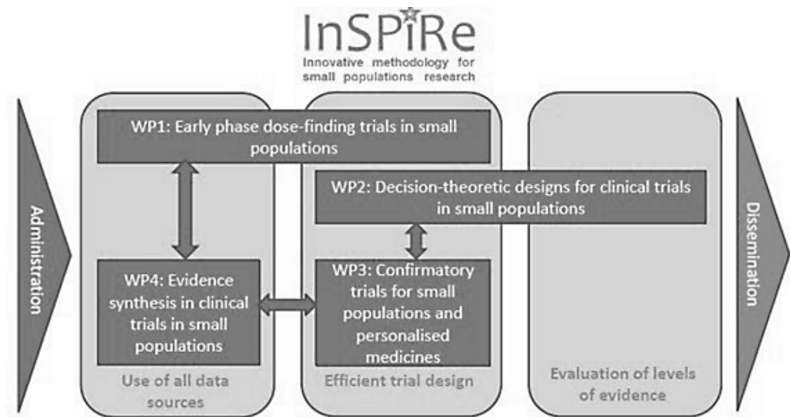 InSPiRe
Innovative methodology for
small populations research
WP1: Early phase dose-finding trials in small
populations
WP2: Decision-theoretic designs for clinical trials
in small populations
Administration
Dissemination
WP4: Evidence
synthesis in clinical
trials in small
populations
WP3: Confirmatory
trials for small
populations and
personalised
medicines
Use of all data
sources
Efficient trial design
Evaluation of levels
of evidence